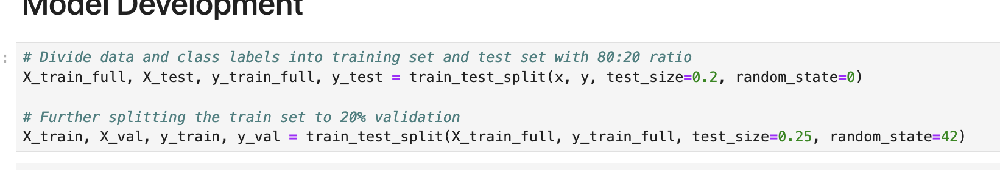 Model Development
# Divide data and class labels into training set and test set with 80:20 ratio
X_train_full, X_test, y_train_full, y_test = train_test_split(x, y, test_size=0.2, random_state=0)
# Further splitting the train set to 20% validation
X_train, X_val, y_train, y_val = train_test_split(X_train_full, y_train_full, test_size=0.25, random_state=42)